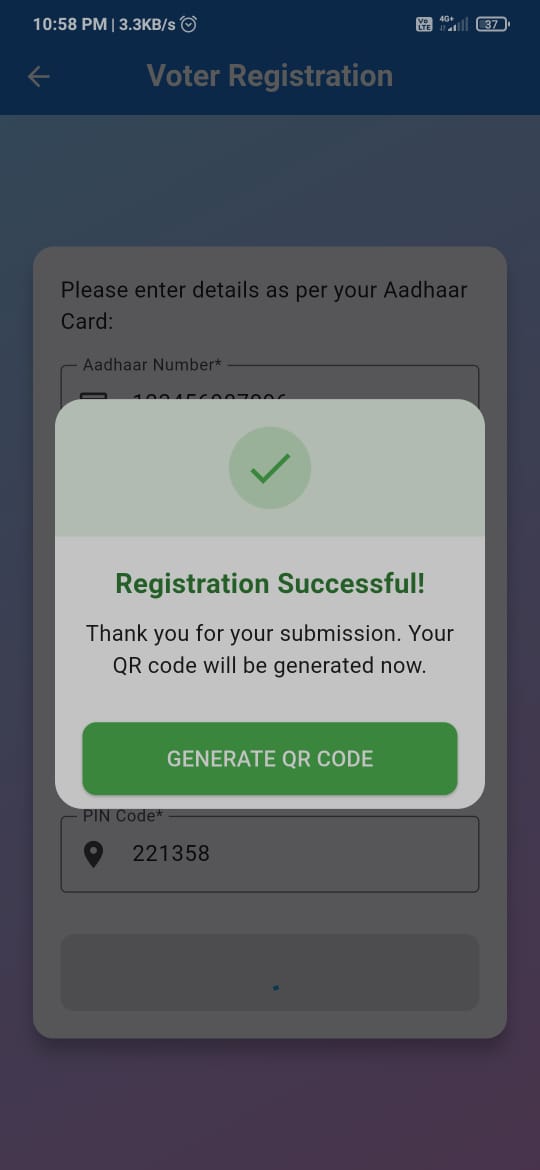 10:58 PM | 3.3KB/s
Vo LTE 4G+ 37
Voter Registration
Please enter details as per your Aadhaar
Card:
Aadhaar Number*
Registration Successful!
Thank you for your submission. Your
QR code will be generated now.
GENERATE QR CODE
PIN Code*
221358